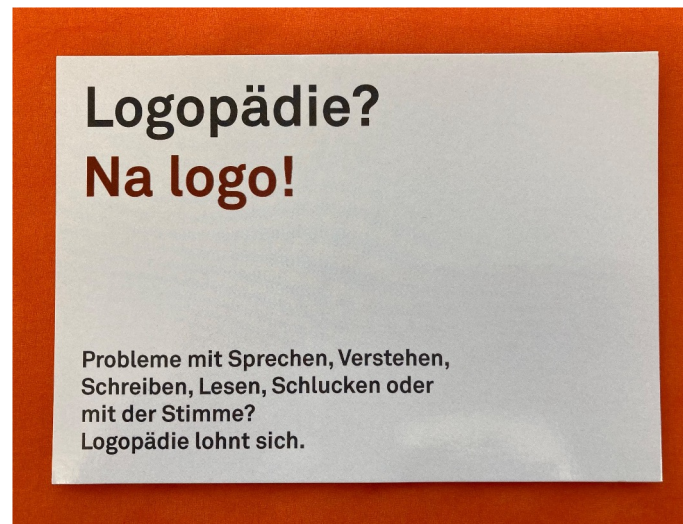 Logopädie?
Na logo!
Probleme mit Sprechen, Verstehen,
Schreiben, Lesen, Schlucken oder
mit der Stimme?
Logopädie lohnt sich.